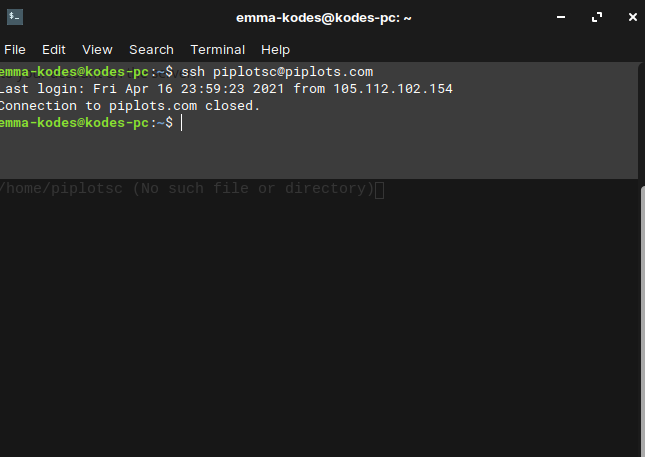 $_
emma-kodes@kodes-pc: ~
File Edit View Search Terminal Help
emma-kodes@kodes-pc:~$ ssh piplotsc@piplots.com
Last login: Fri Apr 16 23:59:23 2021 from 105.112.102.154
Connection to piplots.com closed.
emma-kodes@kodes-pc:~$
/home/piplotsc (No such file or directory)